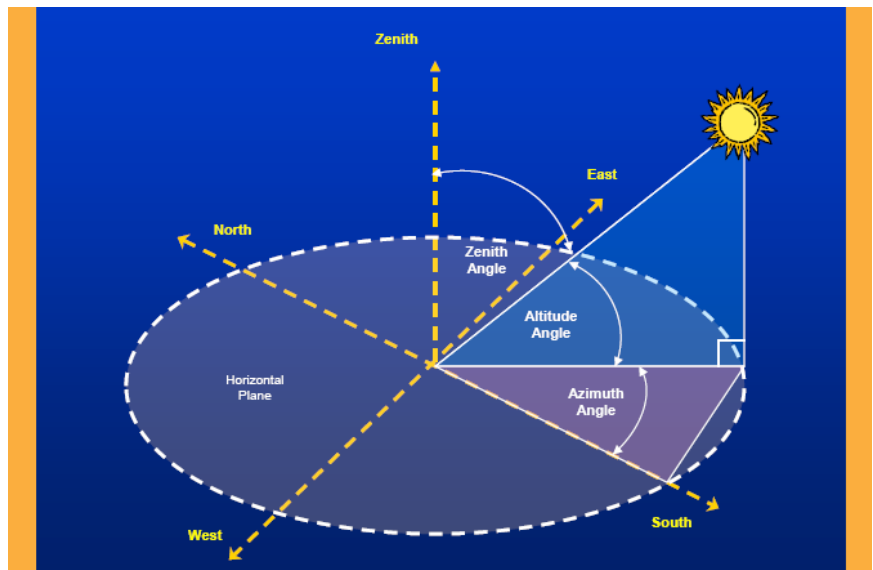 Zenith
East
North
Zenith
Angle
Altitude
Angle
Horizontal
Plane
Azimuth
Angle
South
West